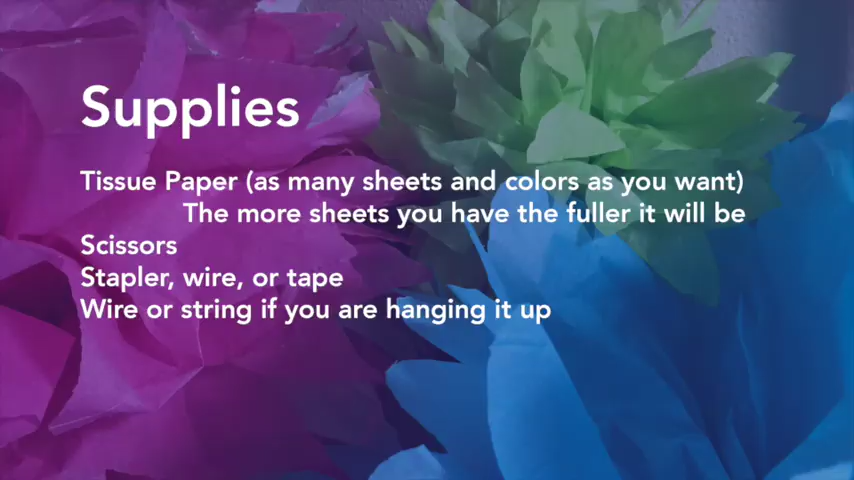 Supplies
Tissue Paper (as many sheets and colors as you want)
The more sheets you have the fuller it will be
Scissors
Stapler, wire, or tape
Wire or string if you are hanging it up